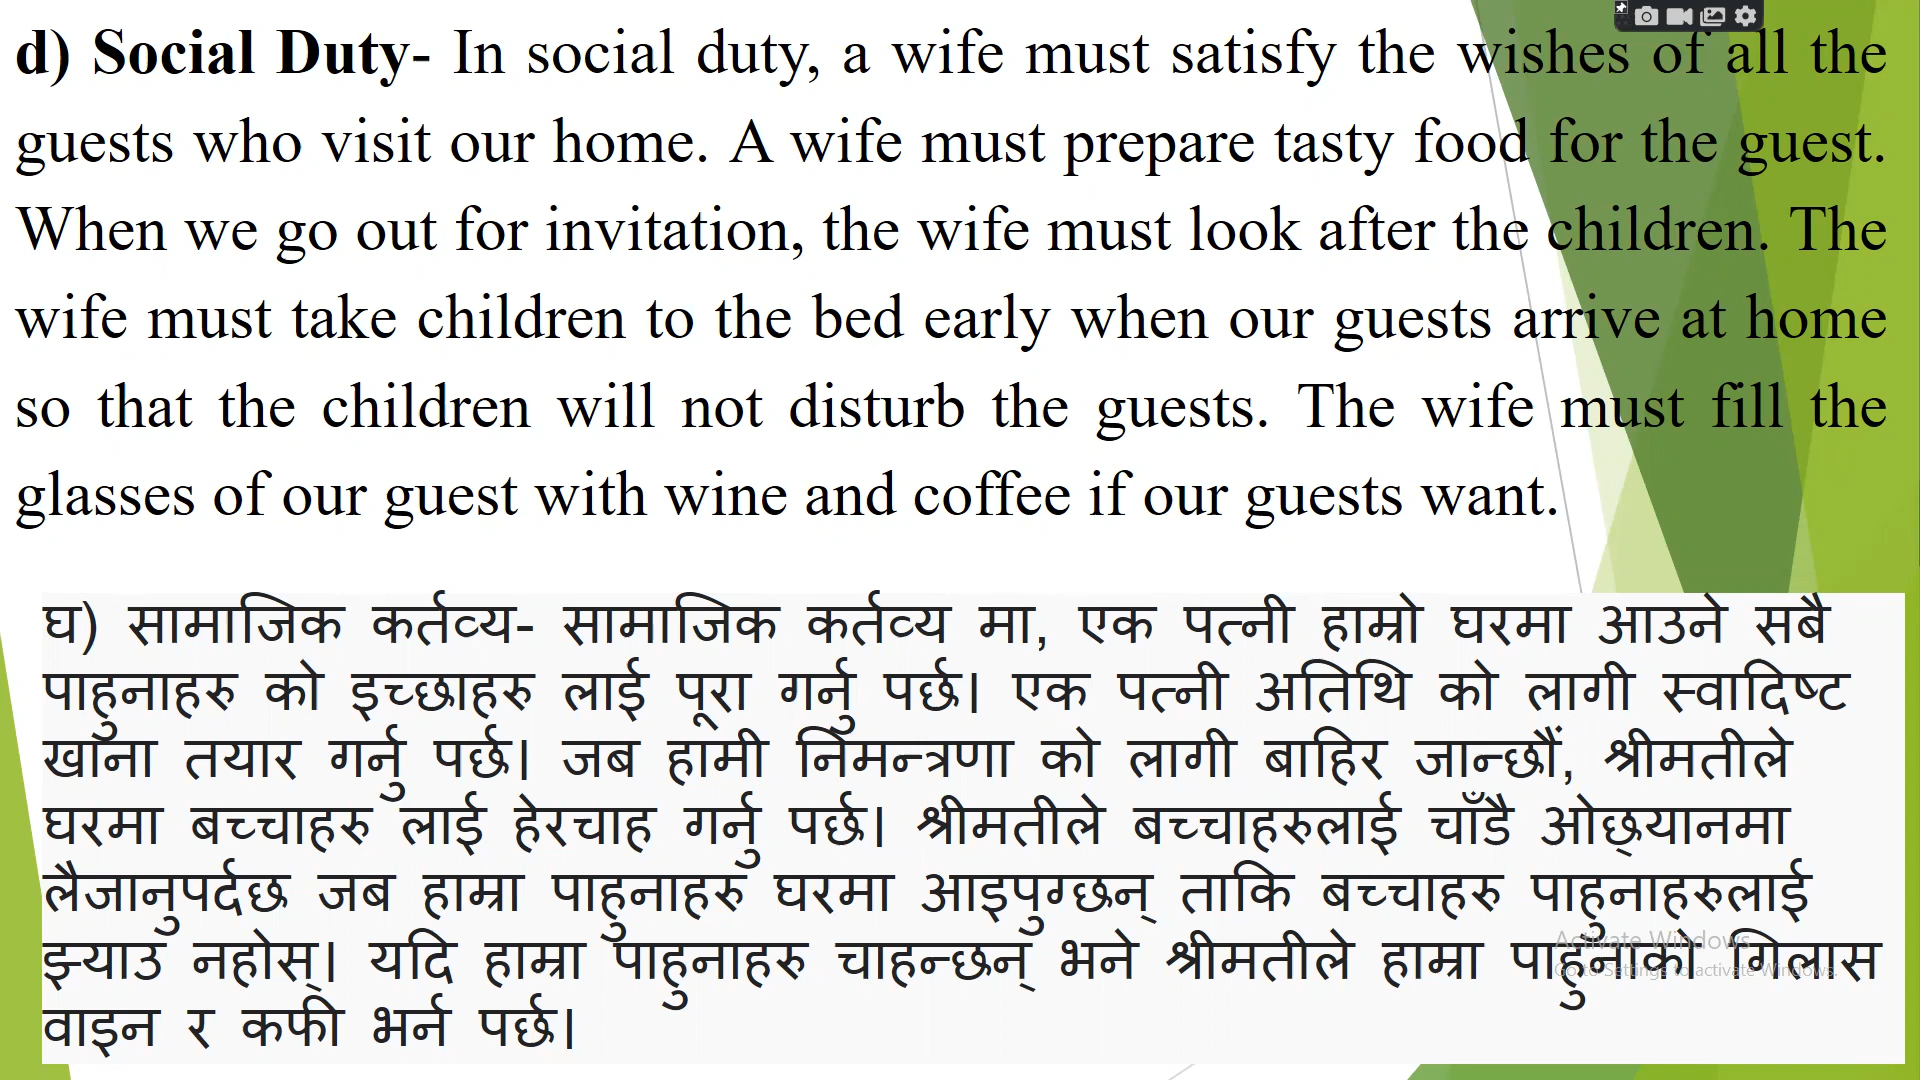 d) Social Duty- In social duty, a wife must satisfy the wishes of all the
guests who visit our home. A wife must prepare tasty food for the guest.
When we go out for invitation, the wife must look after the children. The
wife must take children to the bed early when our guests arrive at home
so that the children will not disturb the guests. The wife must fill the
glasses of our guest with wine and coffee if our guests want.
घ) सामाजिक कर्तव्य- सामाजिक कर्तव्य मा, एक पत्नी हाम्रो घरमा आउने सबै
पाहुनाहरु को इच्छाहरु लाई पूरा गर्नु पर्छ। एक पत्नी अतिथि को लागी स्वादिष्ट
खाना तयार गर्नु पर्छ। जब हामी निमन्त्रणा को लागी बाहिर जान्छौं, श्रीमतीले
घरमा बच्चाहरु लाई हेरचाह गर्नु पर्छ। श्रीमतीले बच्चाहरुलाई चाँडै ओछ्यानमा
लैजानुपर्दछ जब हाम्रा पाहुनाहरु घरमा आइपुग्छन् ताकि बच्चाहरु पाहुनाहरुलाई
झ्याउ नहोस्। यदि हाम्रा पाहुनाहरु चाहन्छन् भने श्रीमतीले हाम्रा पाहुनाको गिलास
वाइन र कफी भर्न पर्छ।
Activate Windows
Go to Settings to activate Windows.